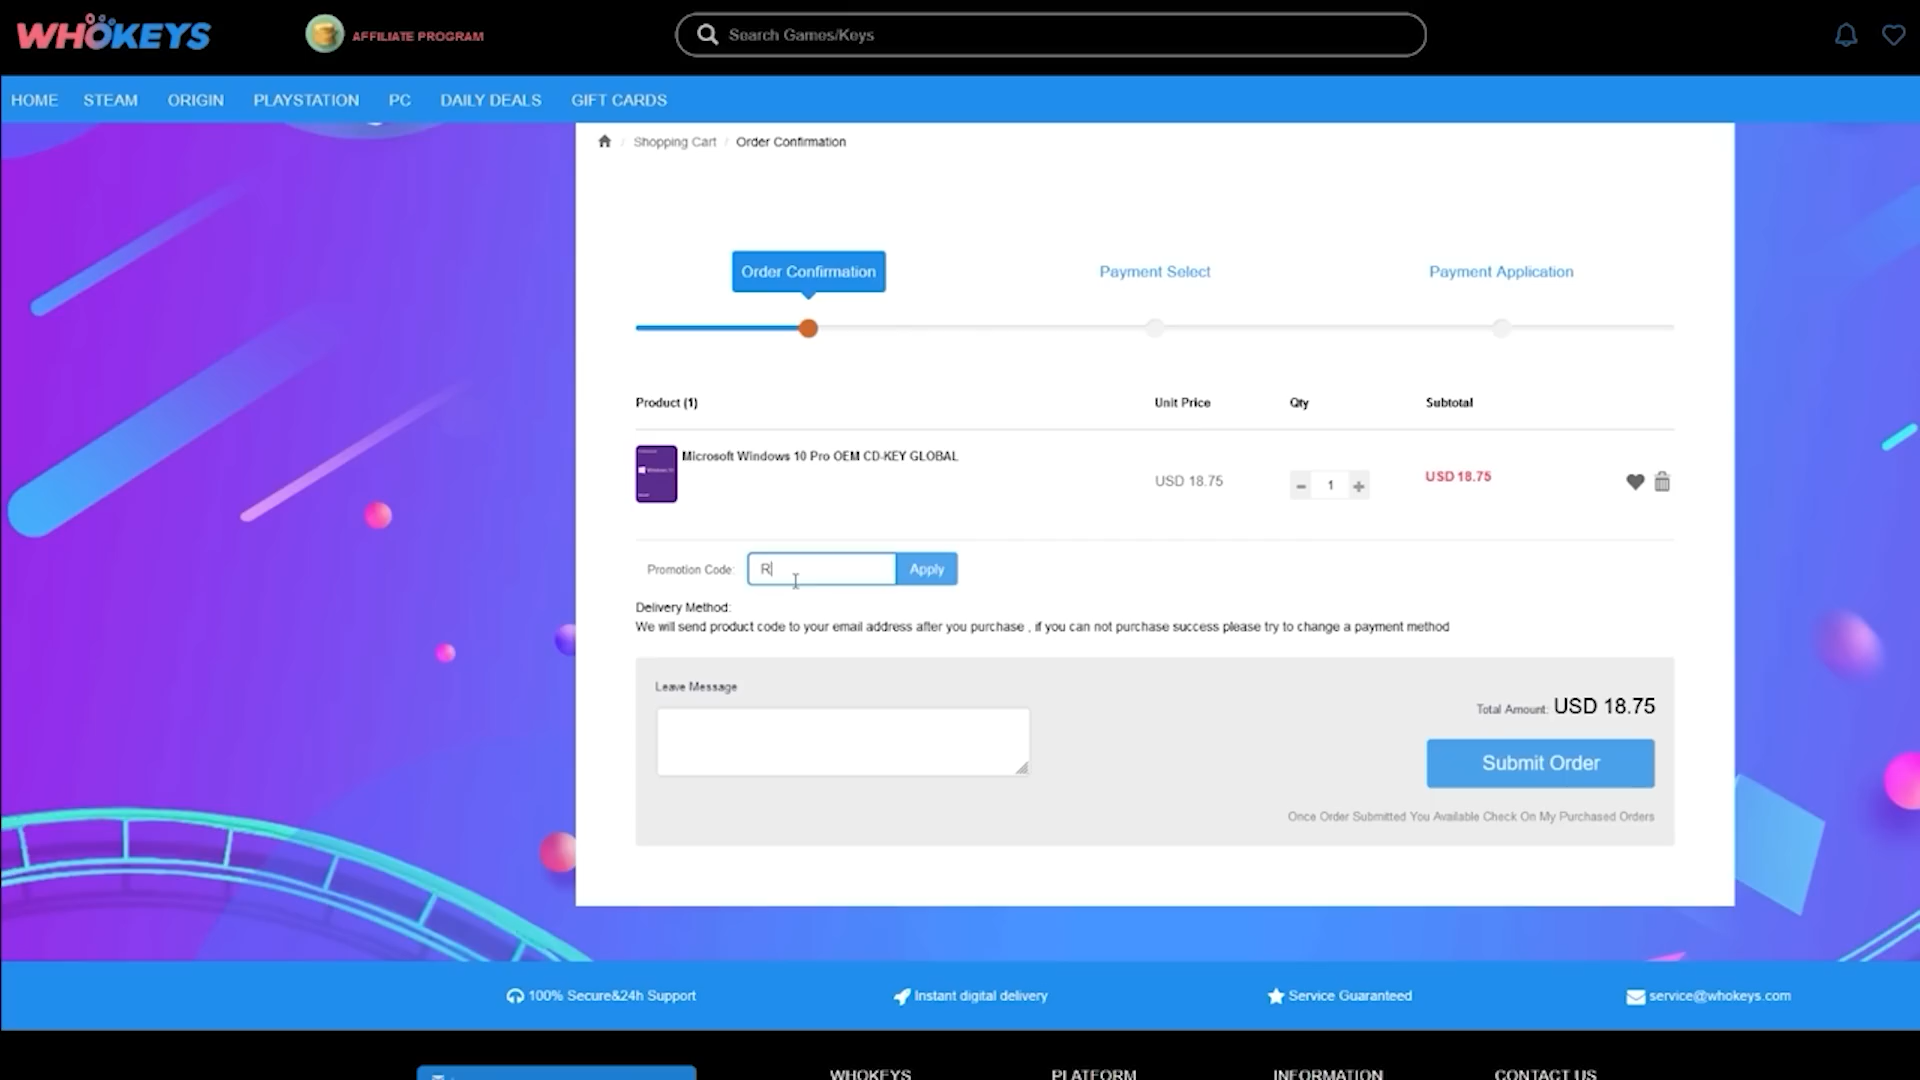 WHOKEYS
AFFILIATE PROGRAM
Search Games/Keys
HOME STEAM ORIGIN PLAYSTATION PC DAILY DEALS GIFT CARDS
/ Shopping Cart / Order Confirmation
Order Confirmation Payment Select Payment Application
Product (1) Unit Price Qty Subtotal
Microsoft Windows 10 Pro OEM CD-KEY GLOBAL
USD 18.75 - 1 + USD 18.75
Promotion Code: R Apply
Delivery Method:
We will send product code to your email address after you purchase , if you can not purchase success please try to change a payment method
Leave Message
Total Amount: USD 18.75
Submit Order
Once Order Submitted You Available Check On My Purchased Orders
100% Secure&24h Support Instant digital delivery Service Guaranteed service@whokeys.com
WHOKEYS PLATFORM INFORMATION CONTACT US